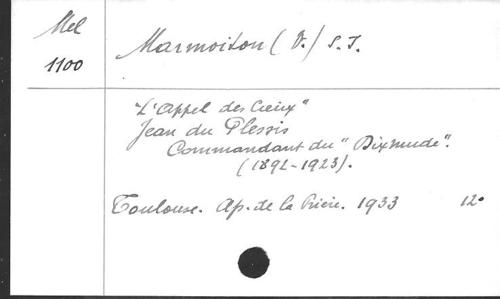 Mel
1100
Marmoiton (V.) S.J.
"L'Appel des Cieux"
Jean du Plessis
Commandant du "Dixmude".
(1892-1923).
Toulouse. Ap. de la Prière. 1933 12°